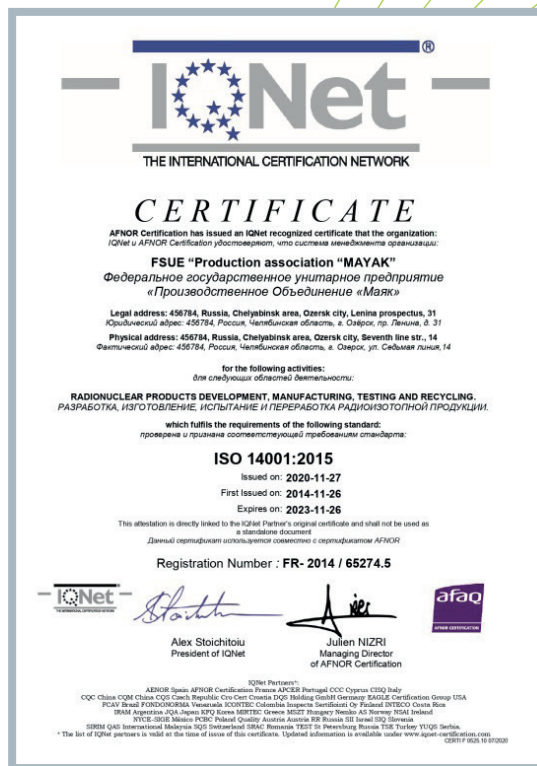 IQNet ®
THE INTERNATIONAL CERTIFICATION NETWORK
CERTIFICATE
AFNOR Certification has issued an IQNet recognized certificate that the organization:
IQNet и AFNOR Certification удостоверяют, что система менеджмента организации:
FSUE “Production association “MAYAK”
Федеральное государственное унитарное предприятие
«Производственное Объединение «Маяк»
Legal address: 456784, Russia, Chelyabinsk area, Ozersk city, Lenina prospectus, 31
Юридический адрес: 456784, Россия, Челябинская область, г. Озёрск, пр. Ленина, д. 31
Physical address: 456784, Russia, Chelyabinsk area, Ozersk city, Seventh line str., 14
Фактический адрес: 456784, Россия, Челябинская область, г. Озерск, ул. Седьмая линия,14
for the following activities:
для следующих областей деятельности:
RADIONUCLEAR PRODUCTS DEVELOPMENT, MANUFACTURING, TESTING AND RECYCLING.
РАЗРАБОТКА, ИЗГОТОВЛЕНИЕ, ИСПЫТАНИЕ И ПЕРЕРАБОТКА РАДИОИЗОТОПНОЙ ПРОДУКЦИИ.
which fulfils the requirements of the following standard:
проверена и признана соответствующей требованиям стандарта:
ISO 14001:2015
Issued on: 2020-11-27
First Issued on: 2014-11-26
Expires on: 2023-11-26
This attestation is directly linked to the IQNet Partner's original certificate and shall not be used as
a standalone document
Данный сертификат используется совместно с сертификатом AFNOR
Registration Number : FR- 2014 / 65274.5
IQNet
THE INTERNATIONAL CERTIFICATION NETWORK
afaq
AFNOR CERTIFICATION
Alex Stoichitoiu
President of IQNet
Julien NIZRI
Managing Director
of AFNOR Certification
IQNet Partners*:
AENOR Spain AFNOR Certification France APCER Portugal CCC Cyprus CISQ Italy
CQC China CQM China CQS Czech Republic Cro Cert Croatia DQS Holding GmbH Germany EAGLE Certification Group USA
FCAV Brazil FONDONORMA Venezuela ICONTEC Colombia Inspecta Sertifiointi Oy Finland INTECO Costa Rica
IRAM Argentina JQA Japan KFQ Korea MIRTEC Greece MSZT Hungary Nemko AS Norway NSAI Ireland
NYCE-SIGE México PCBC Poland Quality Austria Austria RR Russia SII Israel SIQ Slovenia
SIRIM QAS International Malaysia SQS Switzerland SRAC Romania TEST St Petersburg Russia TSE Turkey YUQS Serbia.
* The list of IQNet partners is valid at the time of issue of this certificate. Updated information is available under www.iqnet-certification.com
CERTI F 0525.10 07/2020